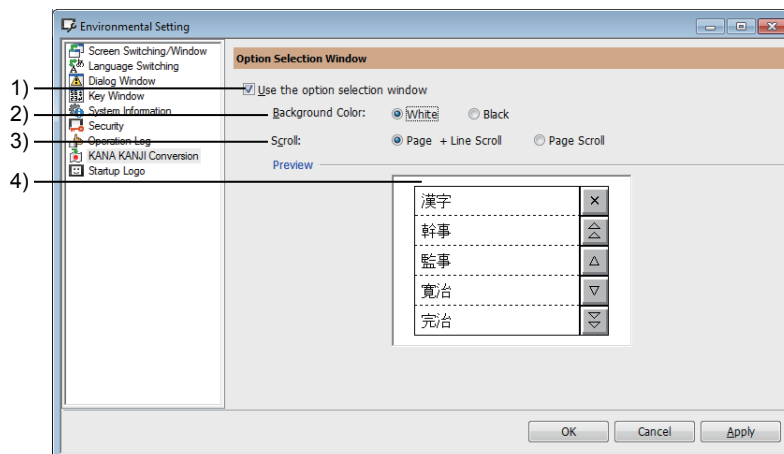 Environmental Setting
Screen Switching/Window
Language Switching
Dialog Window
Key Window
System Information
Security
Operation Log
KANA KANJI Conversion
Startup Logo
Option Selection Window
1)
Use the option selection window
2)
Background Color: White Black
3)
Scroll: Page + Line Scroll Page Scroll
Preview
4)
漢字
幹事
監事
寛治
完治
OK Cancel Apply